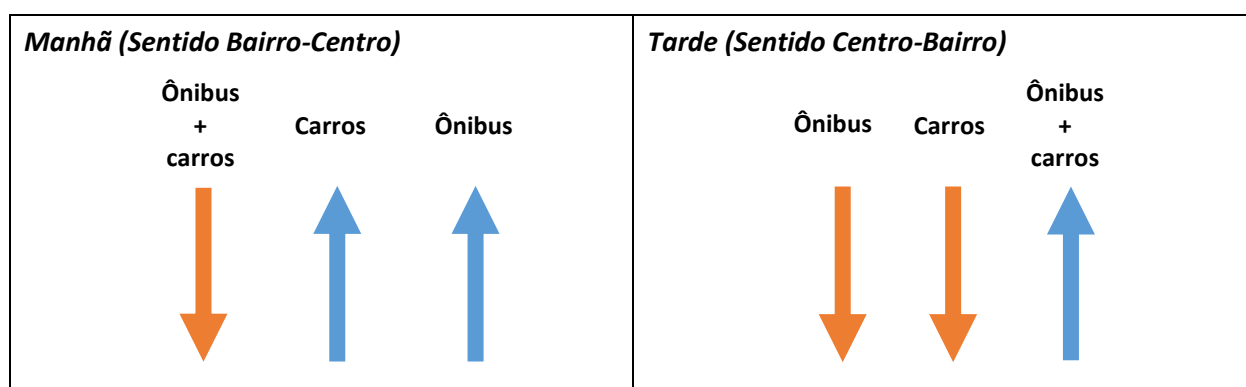 Manhã (Sentido Bairro-Centro)
Ônibus
+
carros
Carros
Ônibus
Tarde (Sentido Centro-Bairro)
Ônibus
Carros
Ônibus
+
carros